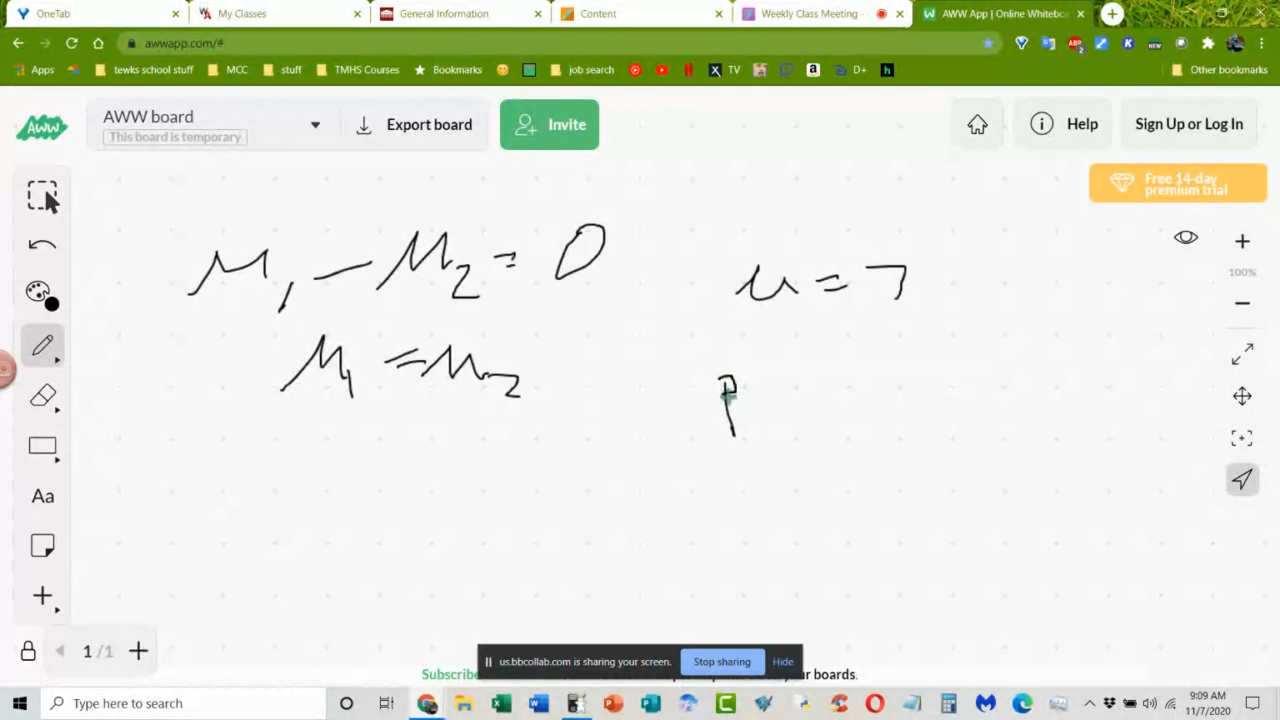 OneTab
My Classes
General Information
Content
Weekly Class Meeting
AWW App | Online Whitebo
awwapp.com/#
Apps
tewks school stuff
MCC
stuff
TMHS Courses
Bookmarks
job search
TV
D+
Other bookmarks
AWW board
This board is temporary
Export board
Invite
Help
Sign Up or Log In
Free 14-day
premium trial
μ1 - μ2 = 0
μ = 7
μ1 = μ2
p
100%
Aa
1 / 1
us.bbcollab.com is sharing your screen.
Stop sharing
Hide
Subscribe
ur boards.
Type here to search
9:09 AM
11/7/2020